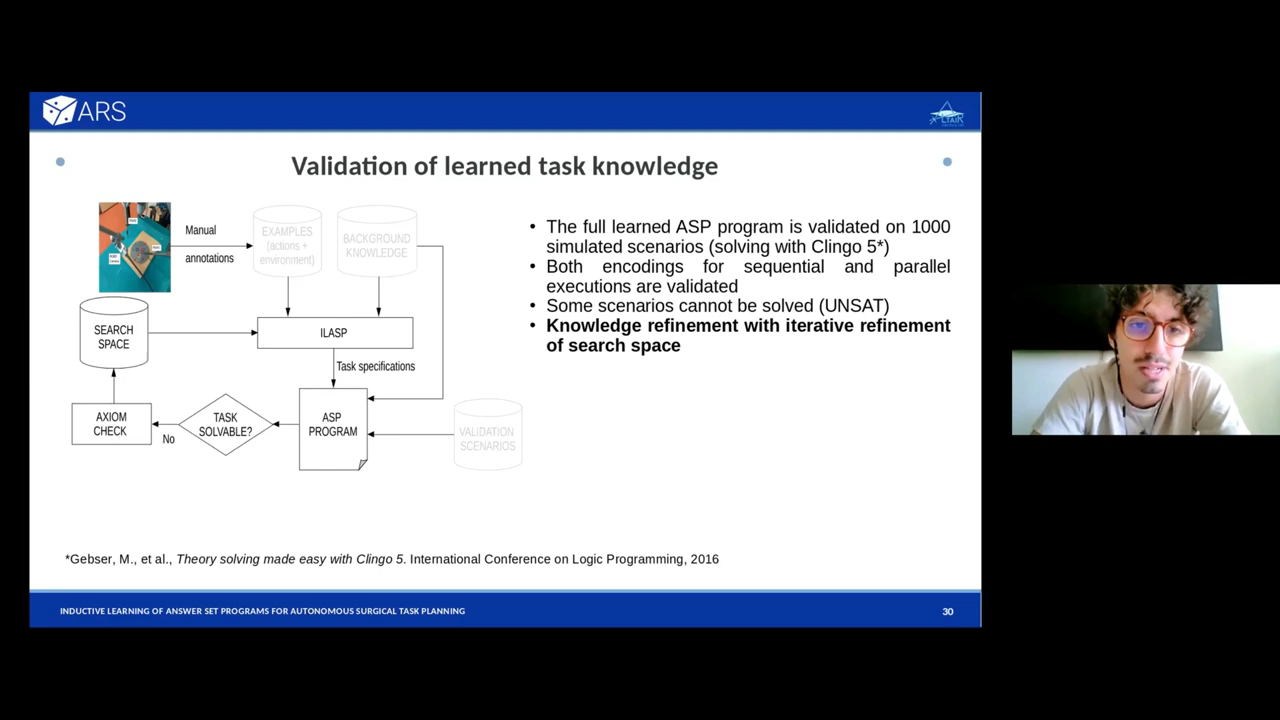 ARS
ALTAIR
Validation of learned task knowledge
Manual
annotations
EXAMPLES
(actions +
environment)
BACKGROUND
KNOWLEDGE
SEARCH
SPACE
ILASP
Task specifications
AXIOM
CHECK
No
TASK
SOLVABLE?
ASP
PROGRAM
VALIDATION
SCENARIOS
• The full learned ASP program is validated on 1000
simulated scenarios (solving with Clingo 5*)
• Both encodings for sequential and parallel
executions are validated
• Some scenarios cannot be solved (UNSAT)
• Knowledge refinement with iterative refinement
of search space
*Gebser, M., et al., Theory solving made easy with Clingo 5. International Conference on Logic Programming, 2016
INDUCTIVE LEARNING OF ANSWER SET PROGRAMS FOR AUTONOMOUS SURGICAL TASK PLANNING
30